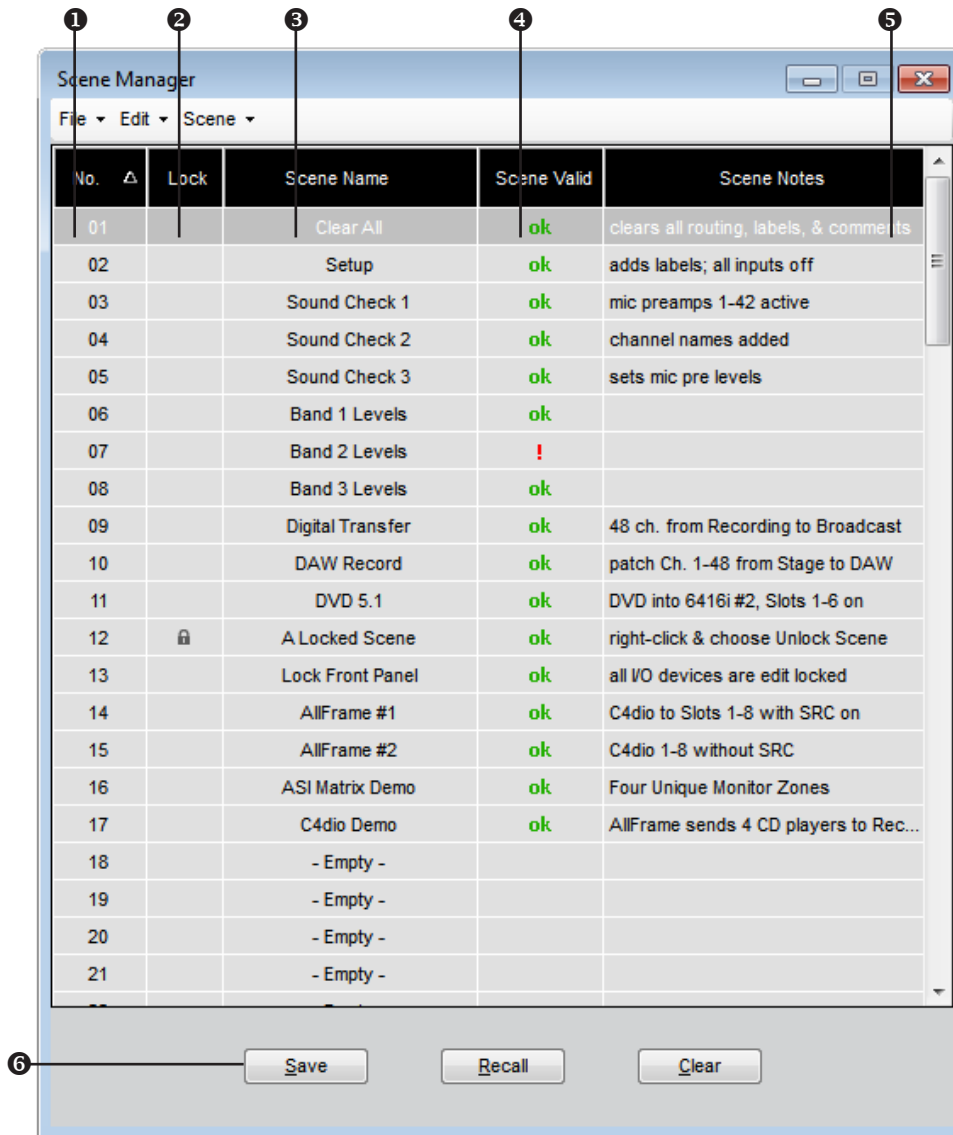 ❶ ❷ ❸ ❹ ❺
Scene Manager
File Edit Scene
No. Lock Scene Name Scene Valid Scene Notes
01 Clear All ok clears all routing, labels, & comments
02 Setup ok adds labels; all inputs off
03 Sound Check 1 ok mic preamps 1-42 active
04 Sound Check 2 ok channel names added
05 Sound Check 3 ok sets mic pre levels
06 Band 1 Levels ok
07 Band 2 Levels !
08 Band 3 Levels ok
09 Digital Transfer ok 48 ch. from Recording to Broadcast
10 DAW Record ok patch Ch. 1-48 from Stage to DAW
11 DVD 5.1 ok DVD into 6416i #2, Slots 1-6 on
12 A Locked Scene ok right-click & choose Unlock Scene
13 Lock Front Panel ok all I/O devices are edit locked
14 AllFrame #1 ok C4dio to Slots 1-8 with SRC on
15 AllFrame #2 ok C4dio 1-8 without SRC
16 ASI Matrix Demo ok Four Unique Monitor Zones
17 C4dio Demo ok AllFrame sends 4 CD players to Rec...
18 - Empty -
19 - Empty -
20 - Empty -
21 - Empty -
❻ Save Recall Clear